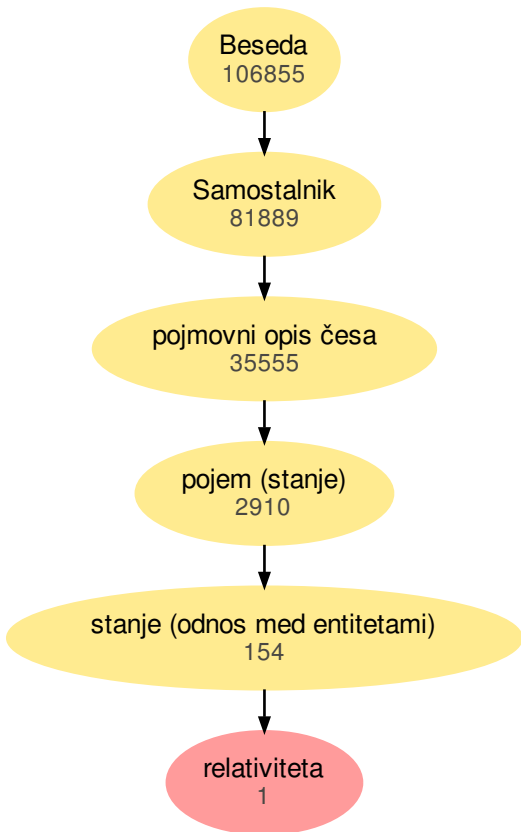 Beseda
106855
Samostalnik
81889
pojmovni opis česa
35555
pojem (stanje)
2910
stanje (odnos med entitetami)
154
relativiteta
1